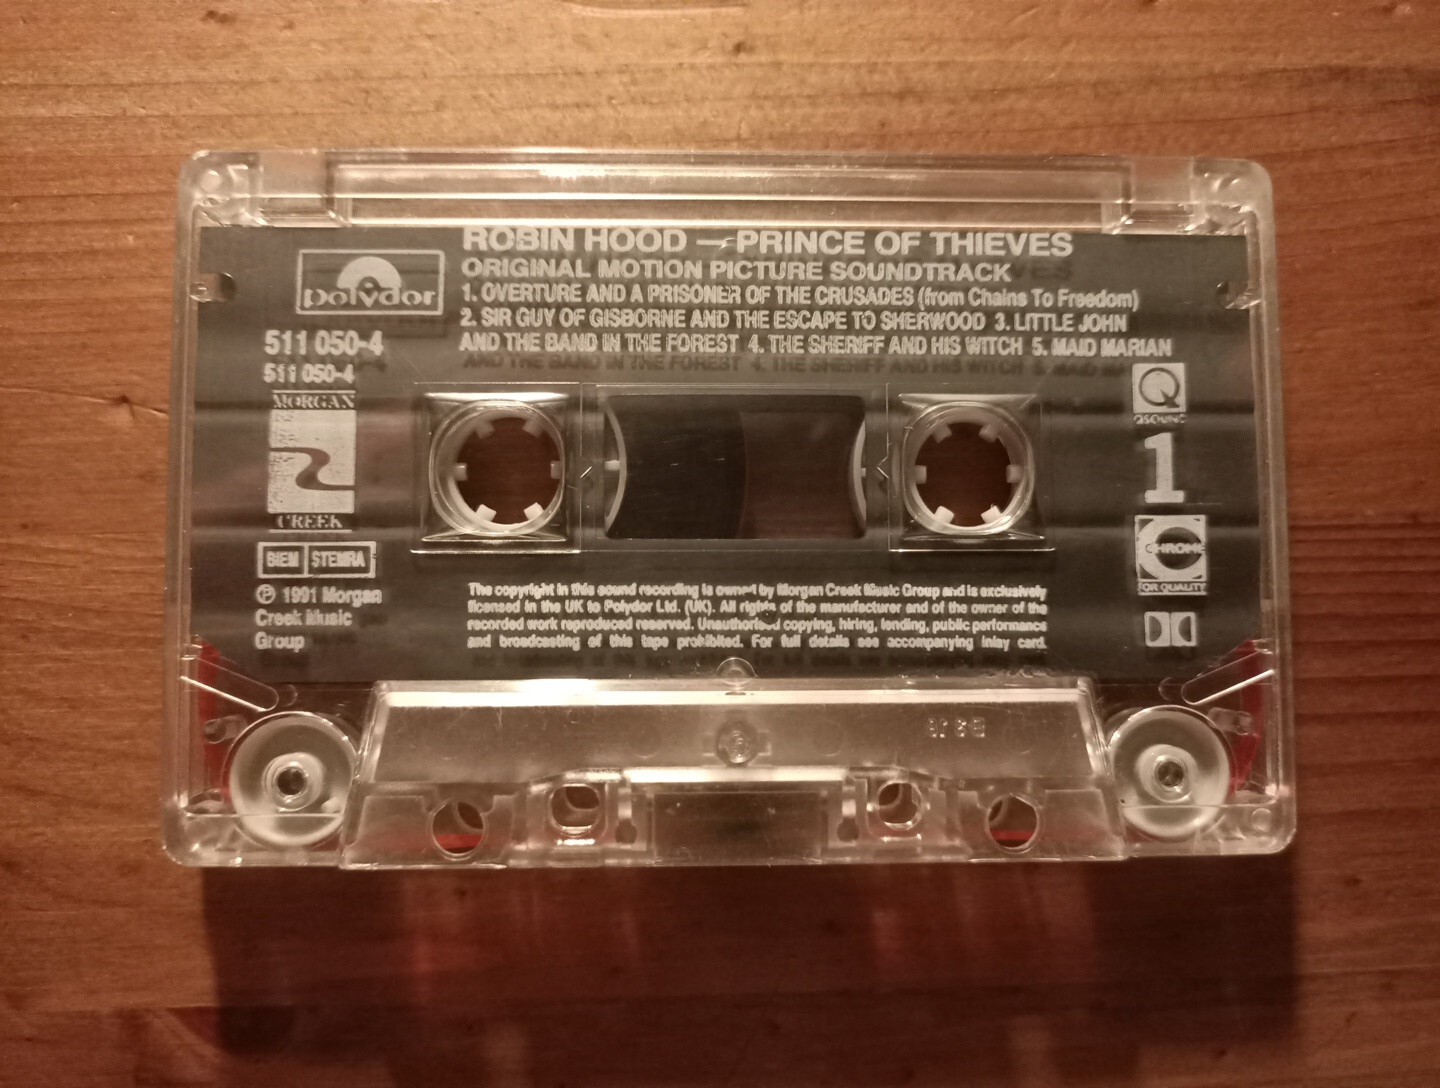 ROBIN HOOD — PRINCE OF THIEVES
ORIGINAL MOTION PICTURE SOUNDTRACK
1. OVERTURE AND A PRISONER OF THE CRUSADES (from Chains To Freedom)
2. SIR GUY OF GISBORNE AND THE ESCAPE TO SHERWOOD 3. LITTLE JOHN
AND THE BAND IN THE FOREST 4. THE SHERIFF AND HIS WITCH 5. MAID MARIAN
polydor
511 050-4
511 050-4
MORGAN
CREEK
BIEM STEMRA
℗ 1991 Morgan
Creek Music
Group
Q
QSOUND
1
CHROME
FOR QUALITY
The copyright in this sound recording is owned by Morgan Creek Music Group and is exclusively
licensed in the UK to Polydor Ltd. (UK). All rights of the manufacturer and of the owner of the
recorded work reproduced reserved. Unauthorised copying, hiring, lending, public performance
and broadcasting of this tape prohibited. For full details see accompanying inlay card.